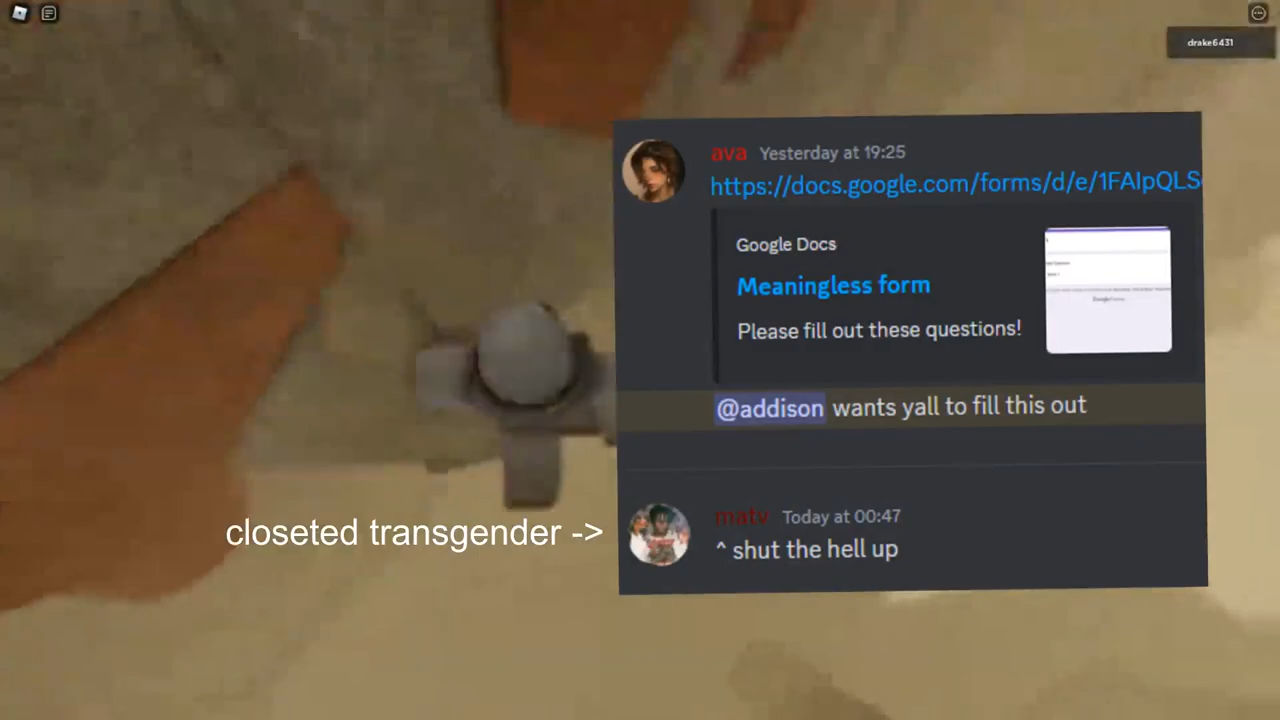 drake6431
ava Yesterday at 19:25
https://docs.google.com/forms/d/e/1FAIpQLS
Google Docs
Meaningless form
Please fill out these questions!
@addison wants yall to fill this out
closeted transgender ->
matv Today at 00:47
^ shut the hell up